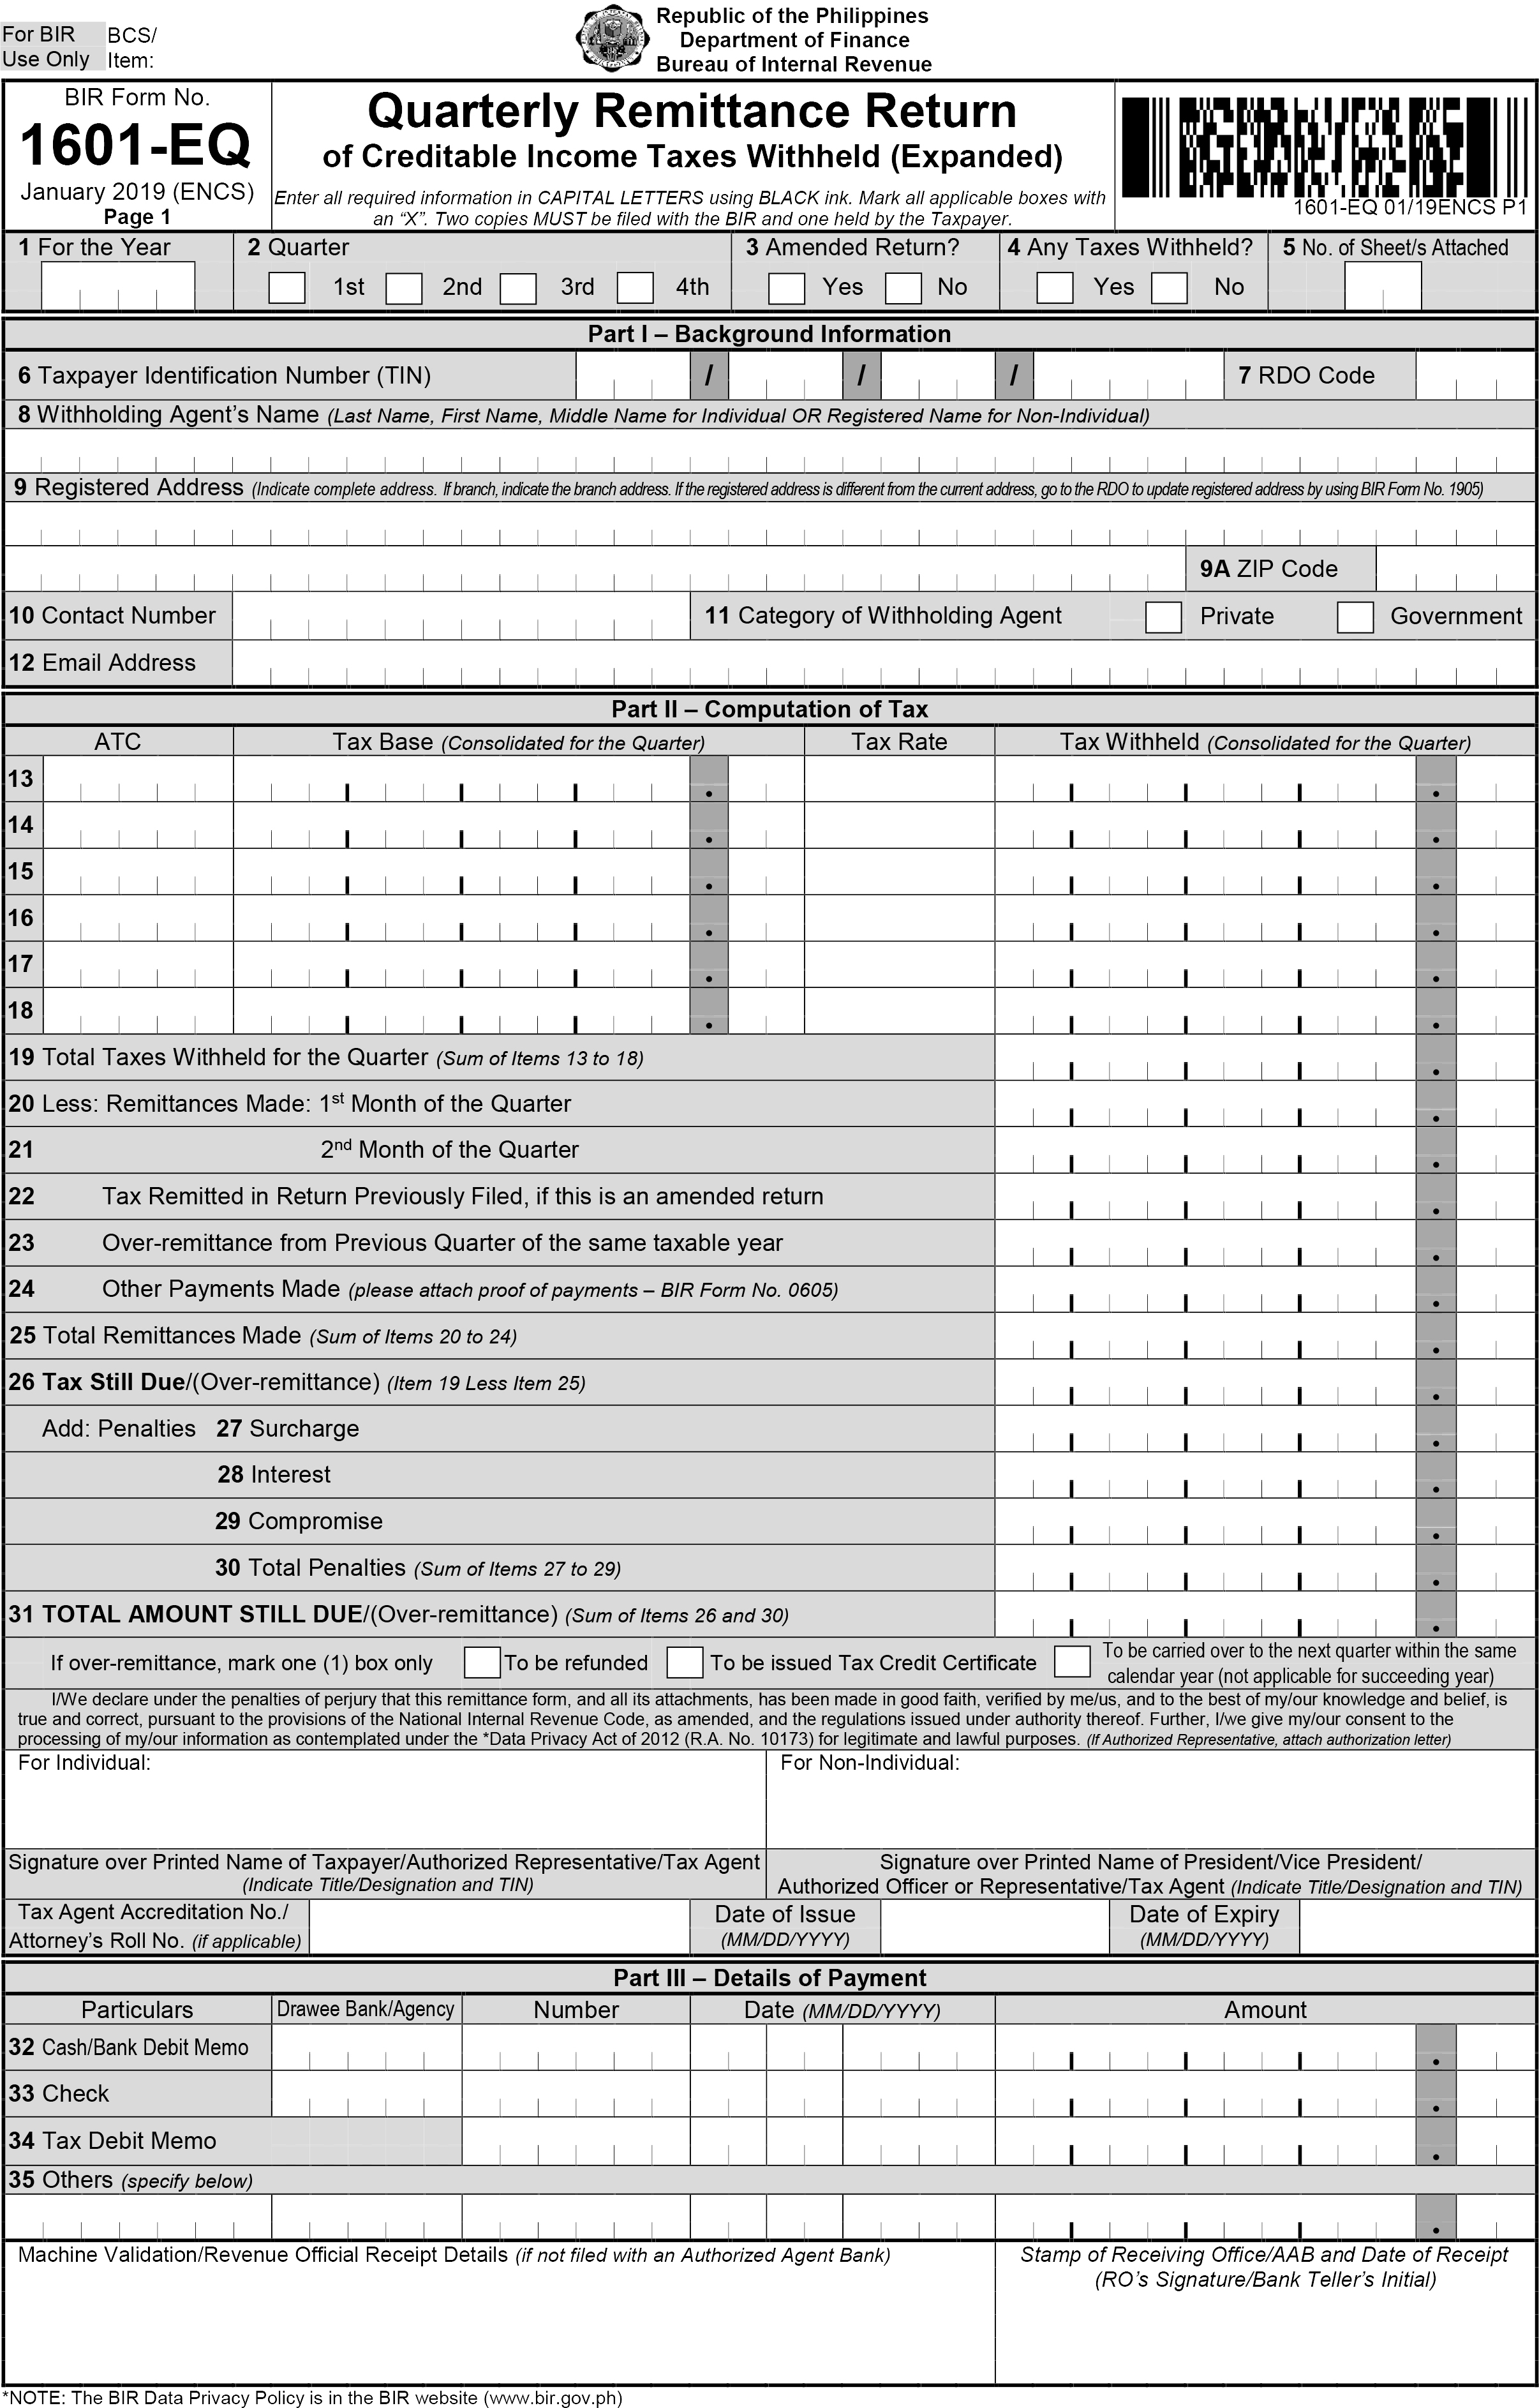 For BIR BCS/
Use Only Item:
Republic of the Philippines
Department of Finance
Bureau of Internal Revenue
BIR Form No.
1601-EQ
January 2019 (ENCS)
Page 1
Quarterly Remittance Return
of Creditable Income Taxes Withheld (Expanded)
Enter all required information in CAPITAL LETTERS using BLACK ink. Mark all applicable boxes with
an “X”. Two copies MUST be filed with the BIR and one held by the Taxpayer.
1601-EQ 01/19ENCS P1
1 For the Year 2 Quarter 3 Amended Return? 4 Any Taxes Withheld? 5 No. of Sheet/s Attached
1st 2nd 3rd 4th Yes No Yes No
Part I – Background Information
6 Taxpayer Identification Number (TIN) / / / 7 RDO Code
8 Withholding Agent’s Name (Last Name, First Name, Middle Name for Individual OR Registered Name for Non-Individual)
9 Registered Address (Indicate complete address. If branch, indicate the branch address. If the registered address is different from the current address, go to the RDO to update registered address by using BIR Form No. 1905)
9A ZIP Code
10 Contact Number 11 Category of Withholding Agent Private Government
12 Email Address
Part II – Computation of Tax
ATC Tax Base (Consolidated for the Quarter) Tax Rate Tax Withheld (Consolidated for the Quarter)
13
14
15
16
17
18
19 Total Taxes Withheld for the Quarter (Sum of Items 13 to 18)
20 Less: Remittances Made: 1st Month of the Quarter
21 2nd Month of the Quarter
22 Tax Remitted in Return Previously Filed, if this is an amended return
23 Over-remittance from Previous Quarter of the same taxable year
24 Other Payments Made (please attach proof of payments – BIR Form No. 0605)
25 Total Remittances Made (Sum of Items 20 to 24)
26 Tax Still Due/(Over-remittance) (Item 19 Less Item 25)
Add: Penalties 27 Surcharge
28 Interest
29 Compromise
30 Total Penalties (Sum of Items 27 to 29)
31 TOTAL AMOUNT STILL DUE/(Over-remittance) (Sum of Items 26 and 30)
If over-remittance, mark one (1) box only To be refunded To be issued Tax Credit Certificate To be carried over to the next quarter within the same
calendar year (not applicable for succeeding year)
I/We declare under the penalties of perjury that this remittance form, and all its attachments, has been made in good faith, verified by me/us, and to the best of my/our knowledge and belief, is
true and correct, pursuant to the provisions of the National Internal Revenue Code, as amended, and the regulations issued under authority thereof. Further, I/we give my/our consent to the
processing of my/our information as contemplated under the *Data Privacy Act of 2012 (R.A. No. 10173) for legitimate and lawful purposes. (If Authorized Representative, attach authorization letter)
For Individual: For Non-Individual:
Signature over Printed Name of Taxpayer/Authorized Representative/Tax Agent
(Indicate Title/Designation and TIN)
Signature over Printed Name of President/Vice President/
Authorized Officer or Representative/Tax Agent (Indicate Title/Designation and TIN)
Tax Agent Accreditation No./
Attorney’s Roll No. (if applicable)
Date of Issue
(MM/DD/YYYY)
Date of Expiry
(MM/DD/YYYY)
Part III – Details of Payment
Particulars Drawee Bank/Agency Number Date (MM/DD/YYYY) Amount
32 Cash/Bank Debit Memo
33 Check
34 Tax Debit Memo
35 Others (specify below)
Machine Validation/Revenue Official Receipt Details (if not filed with an Authorized Agent Bank)
Stamp of Receiving Office/AAB and Date of Receipt
(RO’s Signature/Bank Teller’s Initial)
*NOTE: The BIR Data Privacy Policy is in the BIR website (www.bir.gov.ph)